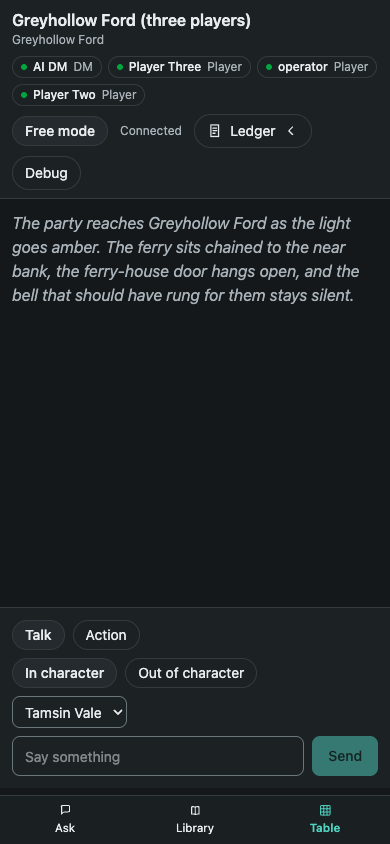 Greyhollow Ford (three players)
Greyhollow Ford
AI DM DM
Player Three Player
operator Player
Player Two Player
Free mode
Connected
Ledger
Debug
The party reaches Greyhollow Ford as the light
goes amber. The ferry sits chained to the near
bank, the ferry-house door hangs open, and the
bell that should have rung for them stays silent.
Talk
Action
In character
Out of character
Tamsin Vale
Say something
Send
Ask
Library
Table